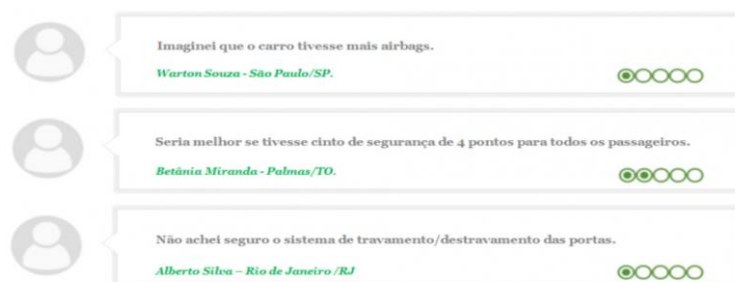 Imaginei que o carro tivesse mais airbags.
Warton Souza - São Paulo/SP.
Seria melhor se tivesse cinto de segurança de 4 pontos para todos os passageiros.
Betânia Miranda - Palmas/TO.
Não achei seguro o sistema de travamento/destravamento das portas.
Alberto Silva – Rio de Janeiro /RJ